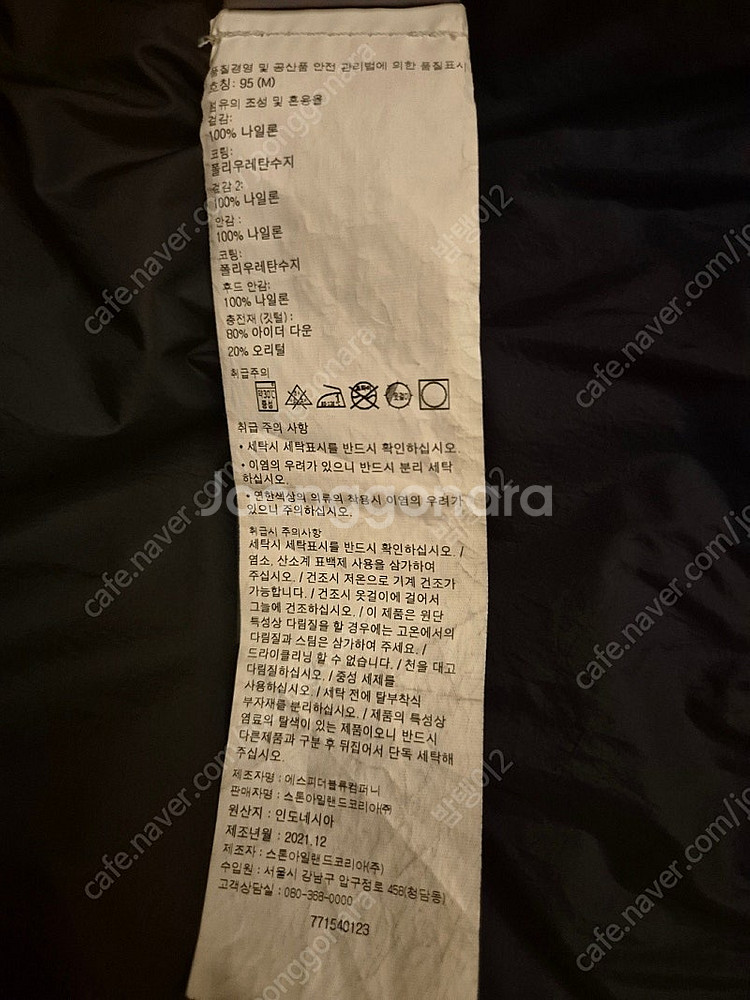 품질경영 및 공산품 안전 관리법에 의한 품질표시
호칭: 95 (M)
섬유의 조성 및 혼용율
겉감:
100% 나일론
코팅:
폴리우레탄수지
겉감 2:
100% 나일론
안감 :
100% 나일론
코팅:
폴리우레탄수지
후드 안감:
100% 나일론
충전재 (깃털) :
80% 아이더 다운
20% 오리털
취급주의
약30℃
중성
취급 주의 사항
• 세탁시 세탁표시를 반드시 확인하십시오.
• 이염의 우려가 있으니 반드시 분리 세탁
하십시오.
• 연한색상의 의류의 착용시 이염의 우려가
있으니 주의하십시오.
취급시 주의사항
세탁시 세탁표시를 반드시 확인하십시오. /
염소, 산소계 표백제 사용을 삼가하여
주십시오. / 건조시 저온으로 기계 건조가
가능합니다. / 건조시 옷걸이에 걸어서
그늘에 건조하십시오. / 이 제품은 원단
특성상 다림질을 할 경우에는 고온에서의
다림질과 스팀은 삼가하여 주세요. /
드라이클리닝 할 수 없습니다. / 천을 대고
다림질하십시오. / 중성 세제를
사용하십시오. / 세탁 전에 탈부착식
부자재를 분리하십시오. / 제품의 특성상
염료의 탈색이 있는 제품이오니 반드시
다른제품과 구분 후 뒤집어서 단독 세탁해
주십시오.
제조자명 : 에스피더블류컴퍼니
판매자명 : 스톤아일랜드코리아(주)
원산지 : 인도네시아
제조년월 : 2021.12
제조자 : 스톤아일랜드코리아(주)
수입원 : 서울시 강남구 압구정로 458(청담동)
고객상담실 : 080-368-0000
771540123
Joonggonara
cafe.naver.com/jo